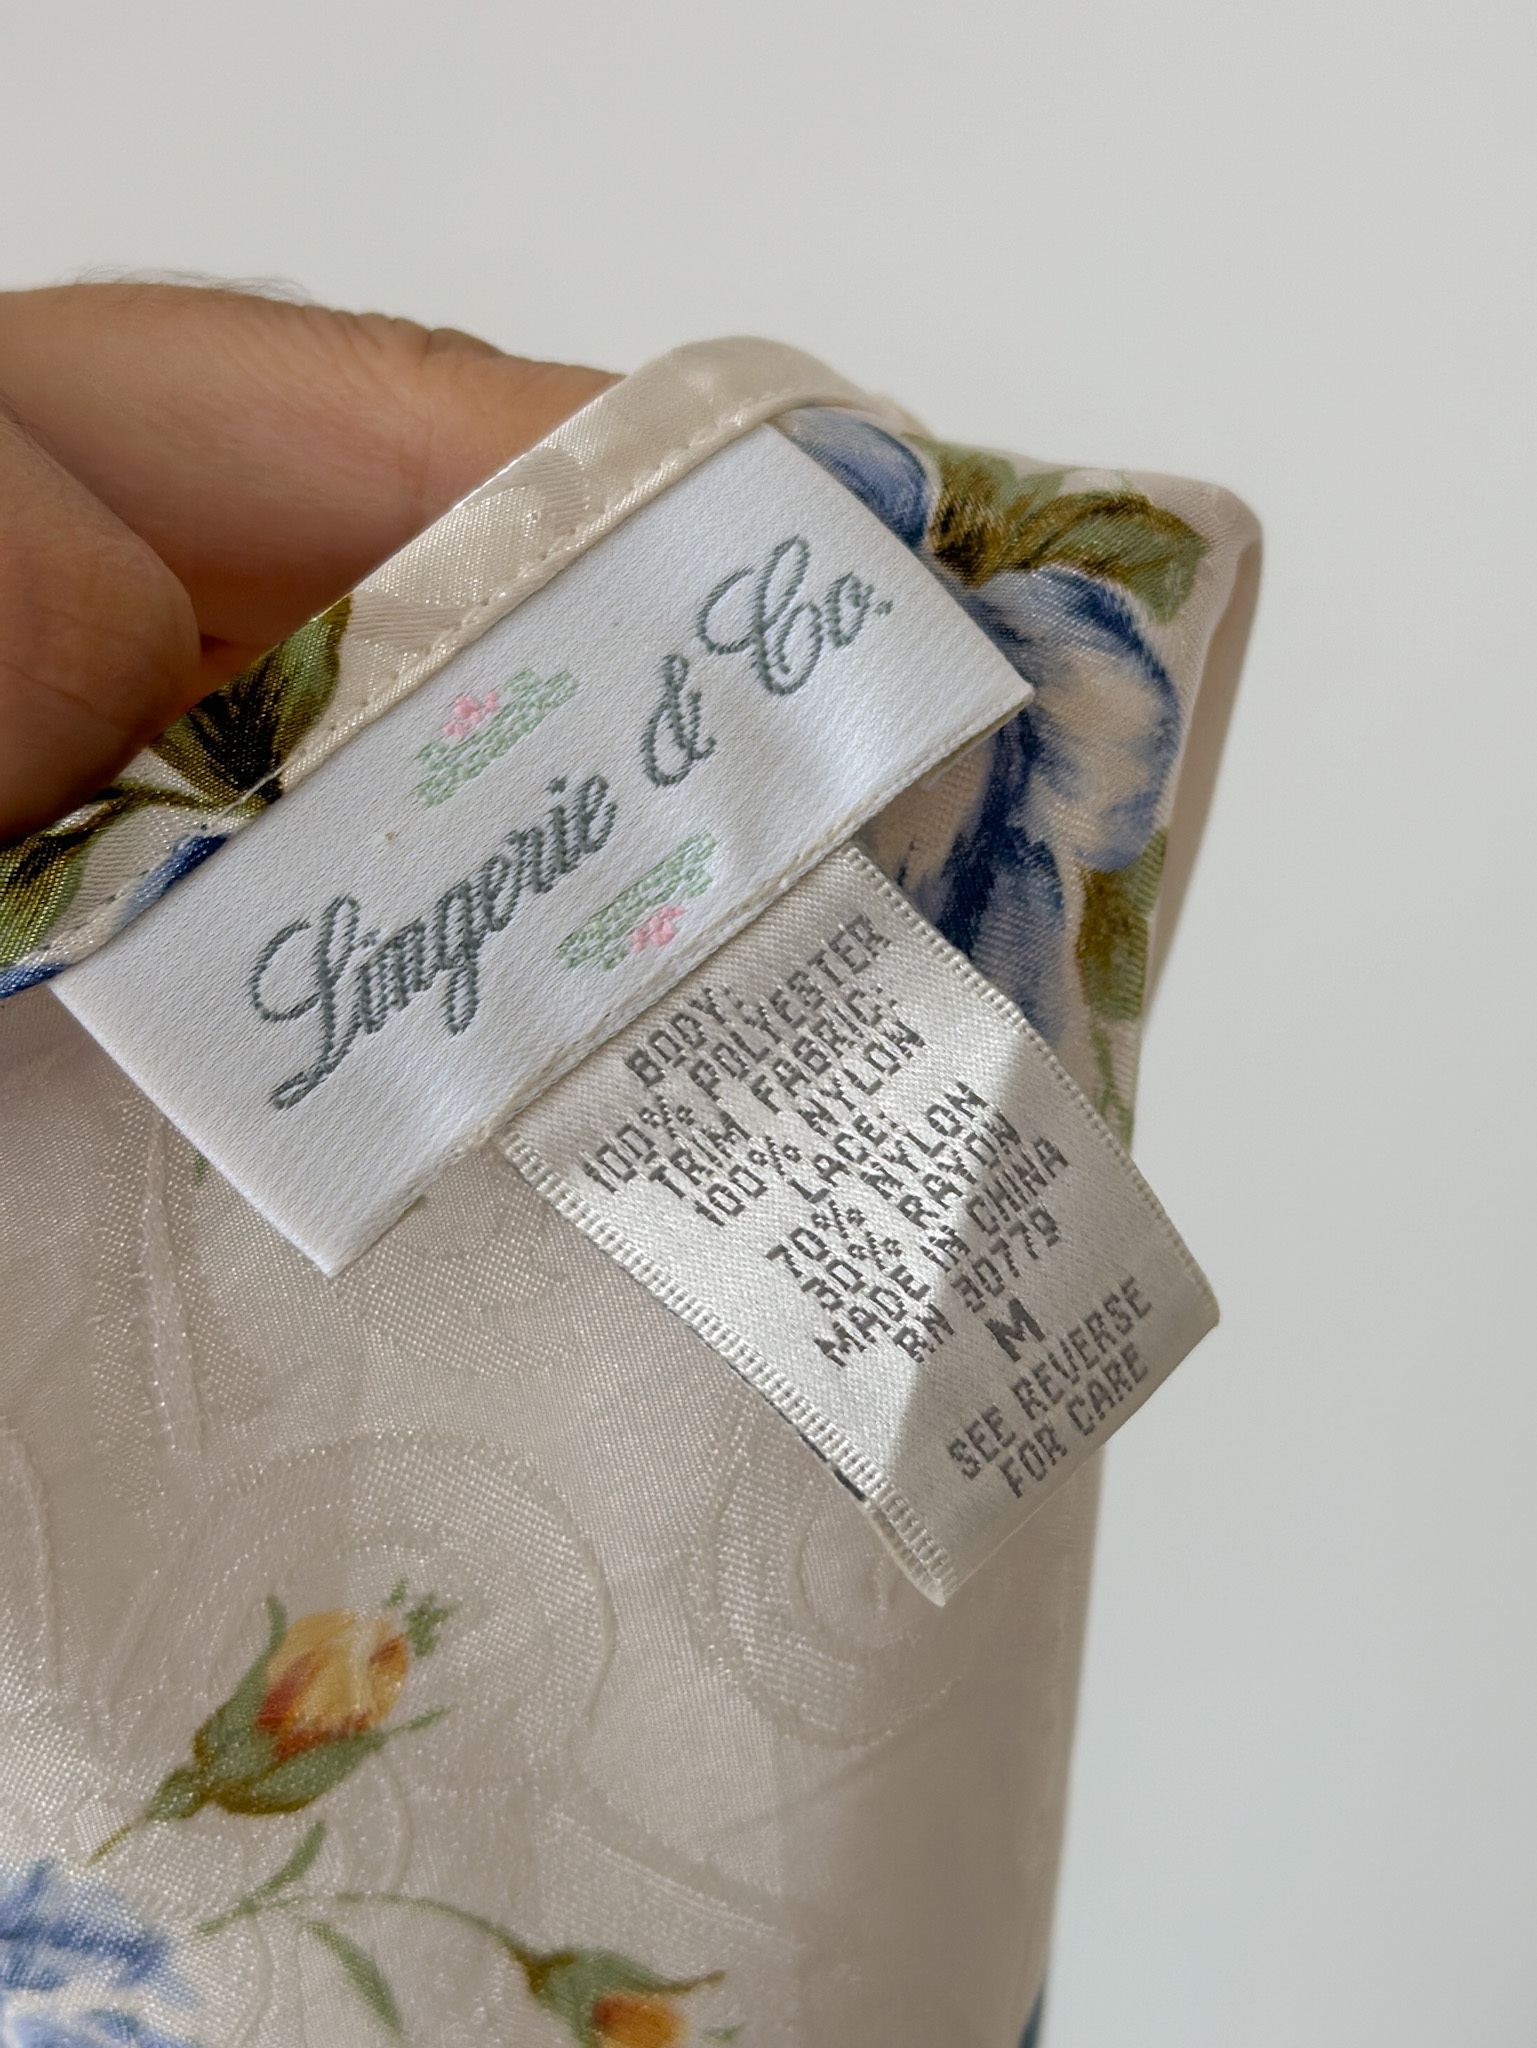 Lingerie & Co.
BODY:
100% POLYESTER
TRIM FABRIC:
100% NYLON
LACE:
70% NYLON
30% RAYON
MADE IN CHINA
RN 30779
M
SEE REVERSE
FOR CARE